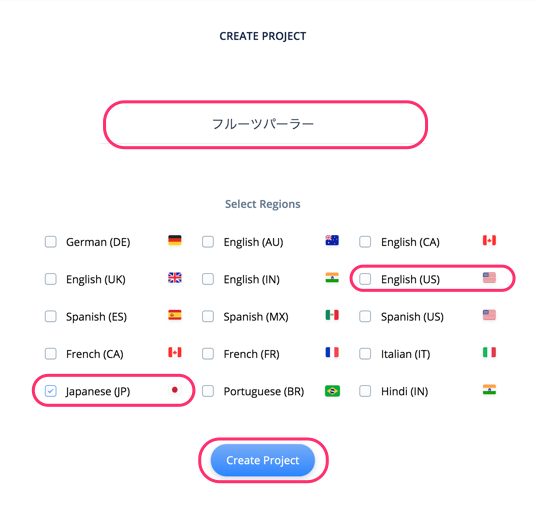 CREATE PROJECT
フルーツパーラー
Select Regions
German (DE) English (AU) English (CA)
English (UK) English (IN) English (US)
Spanish (ES) Spanish (MX) Spanish (US)
French (CA) French (FR) Italian (IT)
Japanese (JP) Portuguese (BR) Hindi (IN)
Create Project